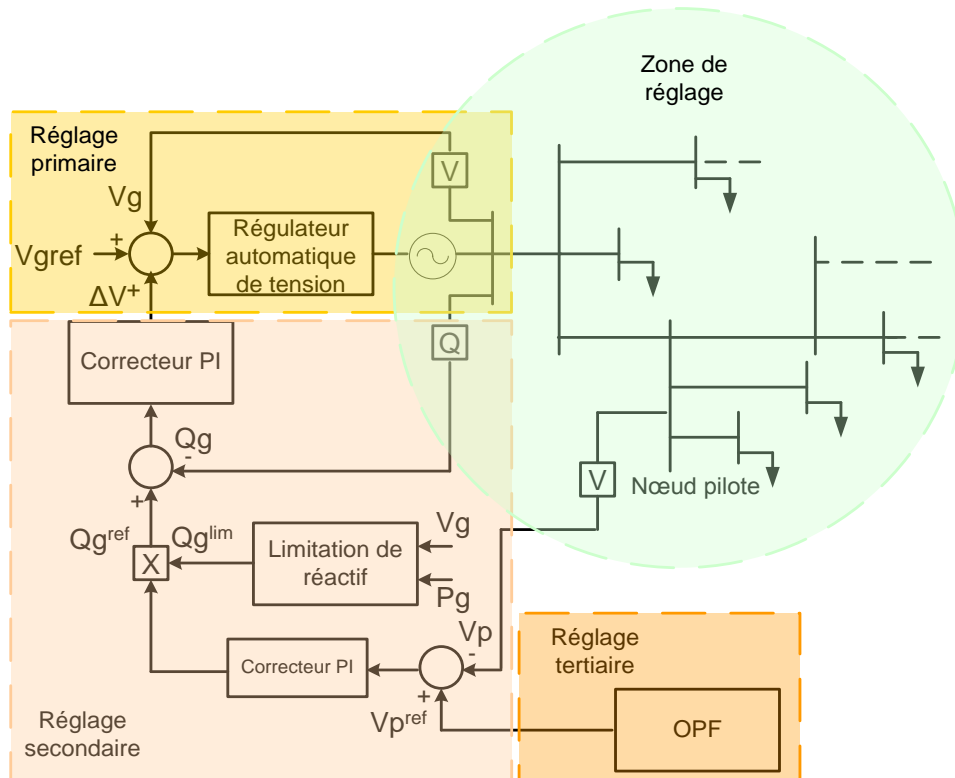 Zone de
réglage
Réglage
primaire
V
Vg
Vgref
+
ΔV
+
Régulateur
automatique
de tension
Q
Correcteur PI
Qg
-
+
Qgref
Qglim
X
Limitation de
réactif
Vg
Pg
V
Nœud pilote
Vp
-
Correcteur PI
+
Vpref
Réglage
secondaire
Réglage
tertiaire
OPF